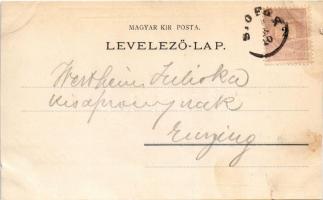 MAGYAR KIR. POSTA.
LEVELEZŐ-LAP.
Wertheim Juliska
kisasszonynak
Enying